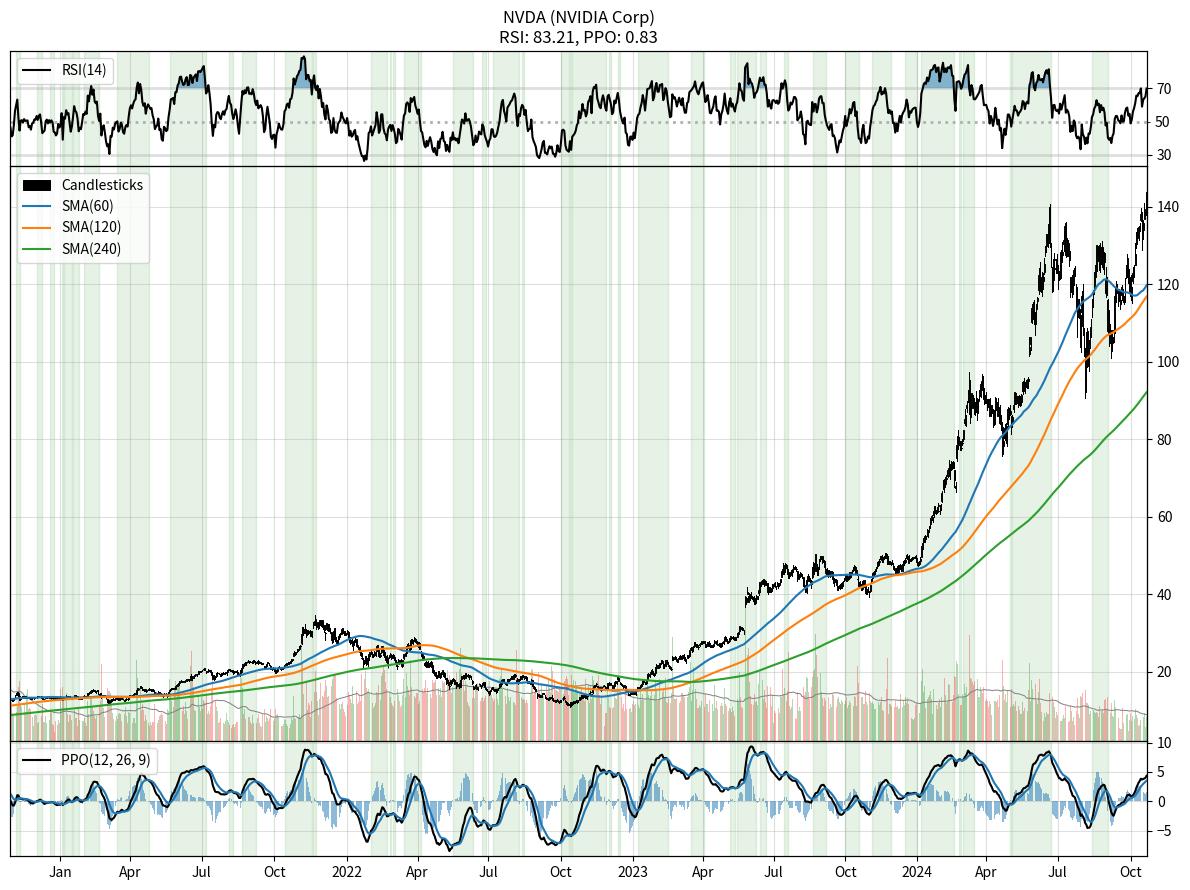 NVDA (NVIDIA Corp)
RSI: 83.21, PPO: 0.83
RSI(14)
70
50
30
Candlesticks
SMA(60)
SMA(120)
SMA(240)
140
120
100
80
60
40
20
PPO(12, 26, 9)
10
5
0
−5
Jan Apr Jul Oct 2022 Apr Jul Oct 2023 Apr Jul Oct 2024 Apr Jul Oct